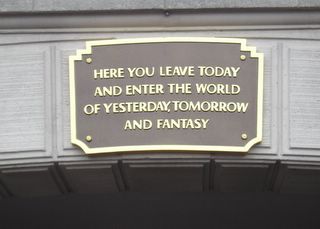 HERE YOU LEAVE TODAY
AND ENTER THE WORLD
OF YESTERDAY, TOMORROW
AND FANTASY